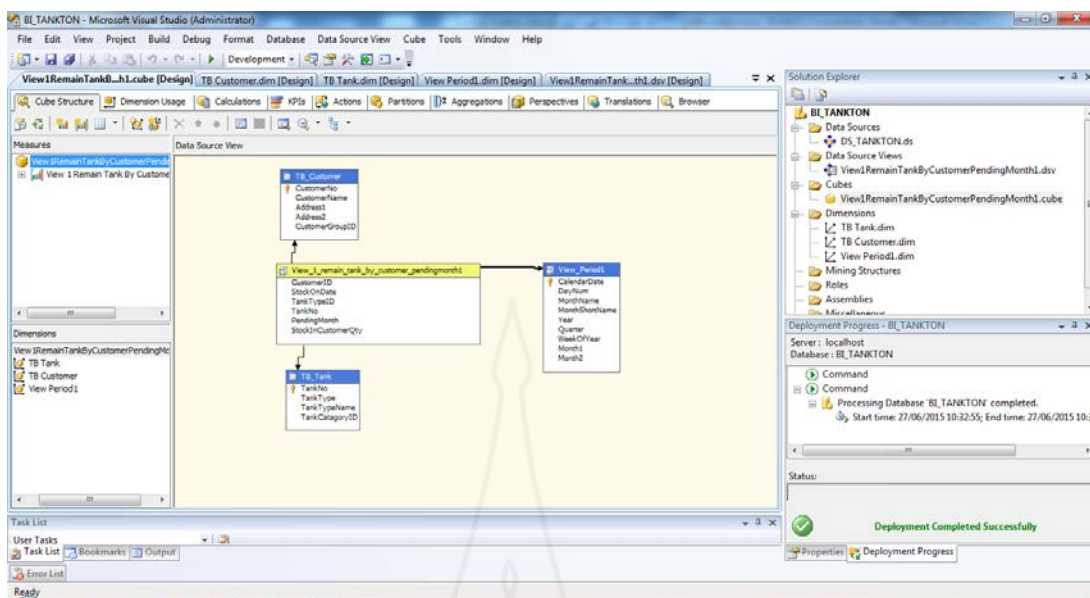 BI_TANKTON - Microsoft Visual Studio (Administrator)
File Edit View Project Build Debug Format Database Data Source View Cube Tools Window Help
Development
View1RemainTankB...h1.cube [Design] TB Customer.dim [Design] TB Tank.dim [Design] View Period1.dim [Design] View1RemainTank...th1.dsv [Design]
Cube Structure Dimension Usage Calculations KPIs Actions Partitions Aggregations Perspectives Translations Browser
Measures
View1RemainTankByCustomerPendin
View 1 Remain Tank By Custome
Dimensions
View1RemainTankByCustomerPendingMo
TB Tank
TB Customer
View Period1
Data Source View
TB_Customer
CustomerNo
CustomerName
Address1
Address2
CustomerGroupID
View_1_remain_tank_by_customer_pendingmonth1
CustomerID
StockOnDate
TankTypeID
TankNo
PendingMonth
StockInCustomerQty
View_Period1
CalendarDate
DayNum
MonthName
MonthShortName
Year
Quarter
WeekOfYear
Month1
Month2
TB_Tank
TankNo
TankType
TankTypeName
TankCatagoryID
Solution Explorer
BI_TANKTON
Data Sources
DS_TANKTON.ds
Data Source Views
View1RemainTankByCustomerPendingMonth1.dsv
Cubes
View1RemainTankByCustomerPendingMonth1.cube
Dimensions
TB Tank.dim
TB Customer.dim
View Period1.dim
Mining Structures
Roles
Assemblies
Miscellaneous
Deployment Progress - BI_TANKTON
Server : localhost
Database : BI_TANKTON
Command
Command
Processing Database 'BI_TANKTON' completed.
Start time: 27/06/2015 10:32:55; End time: 27/06/2015 10:
Status:
Deployment Completed Successfully
Properties Deployment Progress
Task List
User Tasks
Task List Bookmarks Output
Error List
Ready